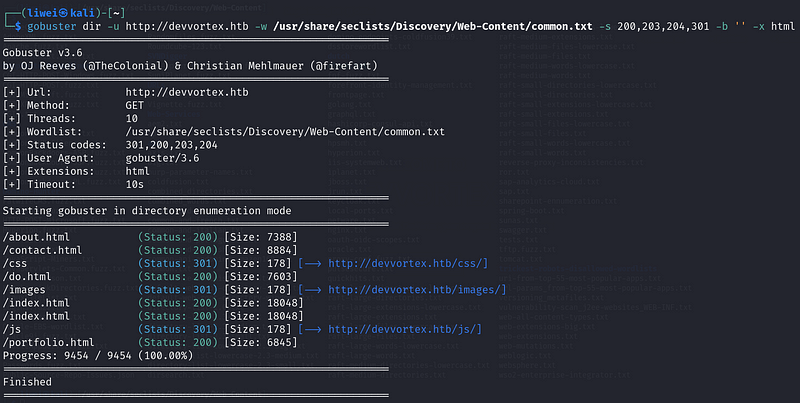 (liwei㉿kali)-[~]
$ gobuster dir -u http://devvortex.htb -w /usr/share/seclists/Discovery/Web-Content/common.txt -s 200,203,204,301 -b '' -x html
Gobuster v3.6
by OJ Reeves (@TheColonial) & Christian Mehlmauer (@firefart)
[+] Url: http://devvortex.htb
[+] Method: GET
[+] Threads: 10
[+] Wordlist: /usr/share/seclists/Discovery/Web-Content/common.txt
[+] Status codes: 301,200,203,204
[+] User Agent: gobuster/3.6
[+] Extensions: html
[+] Timeout: 10s
Starting gobuster in directory enumeration mode
/about.html (Status: 200) [Size: 7388]
/contact.html (Status: 200) [Size: 8884]
/css (Status: 301) [Size: 178] [--> http://devvortex.htb/css/]
/do.html (Status: 200) [Size: 7603]
/images (Status: 301) [Size: 178] [--> http://devvortex.htb/images/]
/index.html (Status: 200) [Size: 18048]
/index.html (Status: 200) [Size: 18048]
/js (Status: 301) [Size: 178] [--> http://devvortex.htb/js/]
/portfolio.html (Status: 200) [Size: 6845]
Progress: 9454 / 9454 (100.00%)
Finished